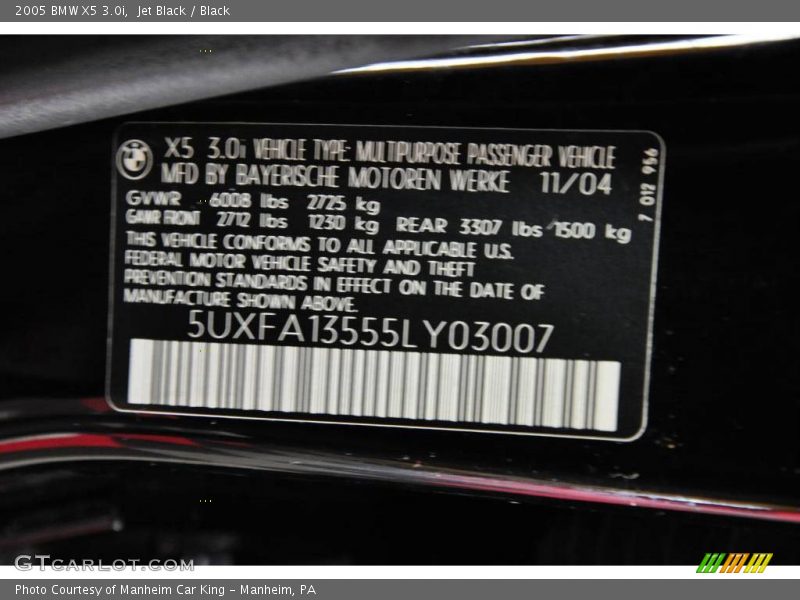 2005 BMW X5 3.0i, Jet Black / Black
X5 3.0i VEHICLE TYPE: MULTIPURPOSE PASSENGER VEHICLE
MFD BY BAYERISCHE MOTOREN WERKE 11/04
GVWR 6008 lbs 2725 kg
GAWR FRONT 2712 lbs 1230 kg REAR 3307 lbs 1500 kg
THIS VEHICLE CONFORMS TO ALL APPLICABLE U.S.
FEDERAL MOTOR VEHICLE SAFETY AND THEFT
PREVENTION STANDARDS IN EFFECT ON THE DATE OF
MANUFACTURE SHOWN ABOVE.
5UXFA13555LY03007
7 012 956
GTCARLOT.COM
Photo Courtesy of Manheim Car King - Manheim, PA